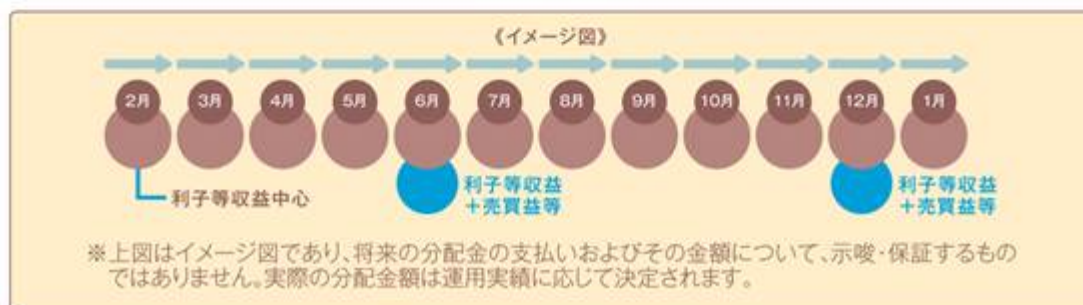 《イメージ図》
2月 3月 4月 5月 6月 7月 8月 9月 10月 11月 12月 1月
利子等収益中心
利子等収益
+売買益等
利子等収益
+売買益等
※上図はイメージ図であり、将来の分配金の支払いおよびその金額について、示唆・保証するもの
ではありません。実際の分配金額は運用実績に応じて決定されます。